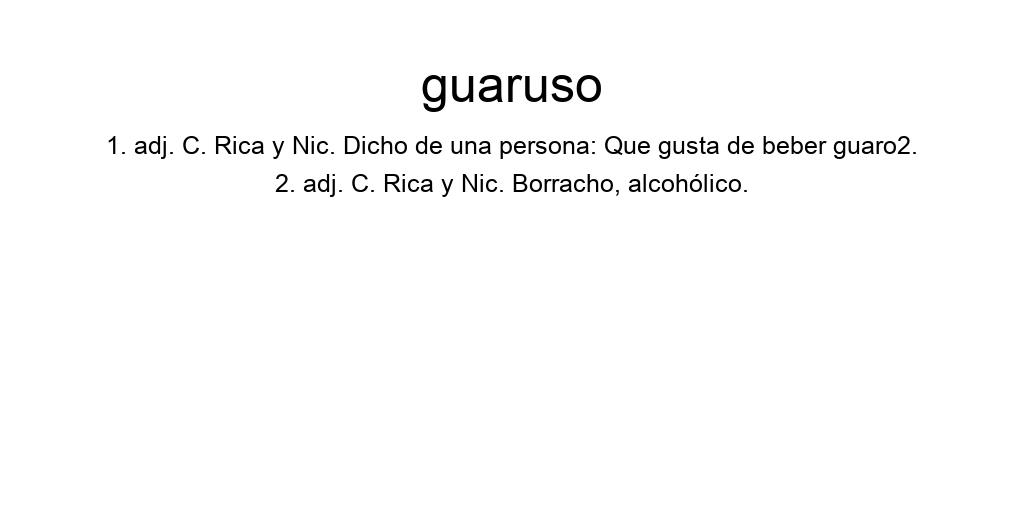 guaruso
1. adj. C. Rica y Nic. Dicho de una persona: Que gusta de beber guaro2.
2. adj. C. Rica y Nic. Borracho, alcohólico.